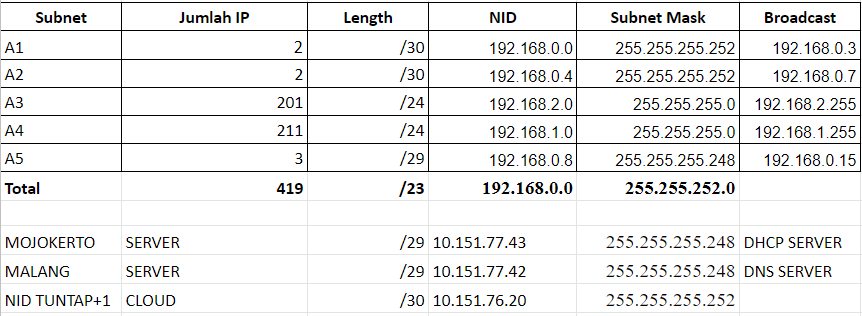 Subnet Jumlah IP Length NID Subnet Mask Broadcast
A1 2 /30 192.168.0.0 255.255.255.252 192.168.0.3
A2 2 /30 192.168.0.4 255.255.255.252 192.168.0.7
A3 201 /24 192.168.2.0 255.255.255.0 192.168.2.255
A4 211 /24 192.168.1.0 255.255.255.0 192.168.1.255
A5 3 /29 192.168.0.8 255.255.255.248 192.168.0.15
Total 419 /23 192.168.0.0 255.255.252.0
MOJOKERTO SERVER /29 10.151.77.43 255.255.255.248 DHCP SERVER
MALANG SERVER /29 10.151.77.42 255.255.255.248 DNS SERVER
NID TUNTAP+1 CLOUD /30 10.151.76.20 255.255.255.252